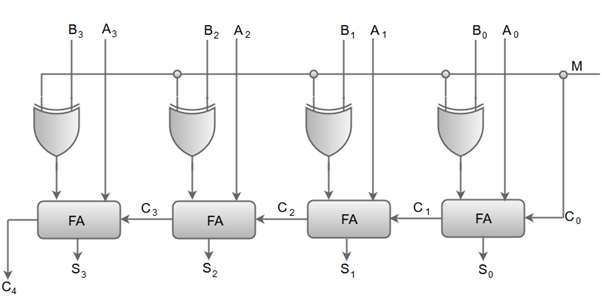 B₃ A₃ B₂ A₂ B₁ A₁ B₀ A₀
M
C₃ C₂ C₁
FA FA FA FA C₀
S₃ S₂ S₁ S₀
C₄